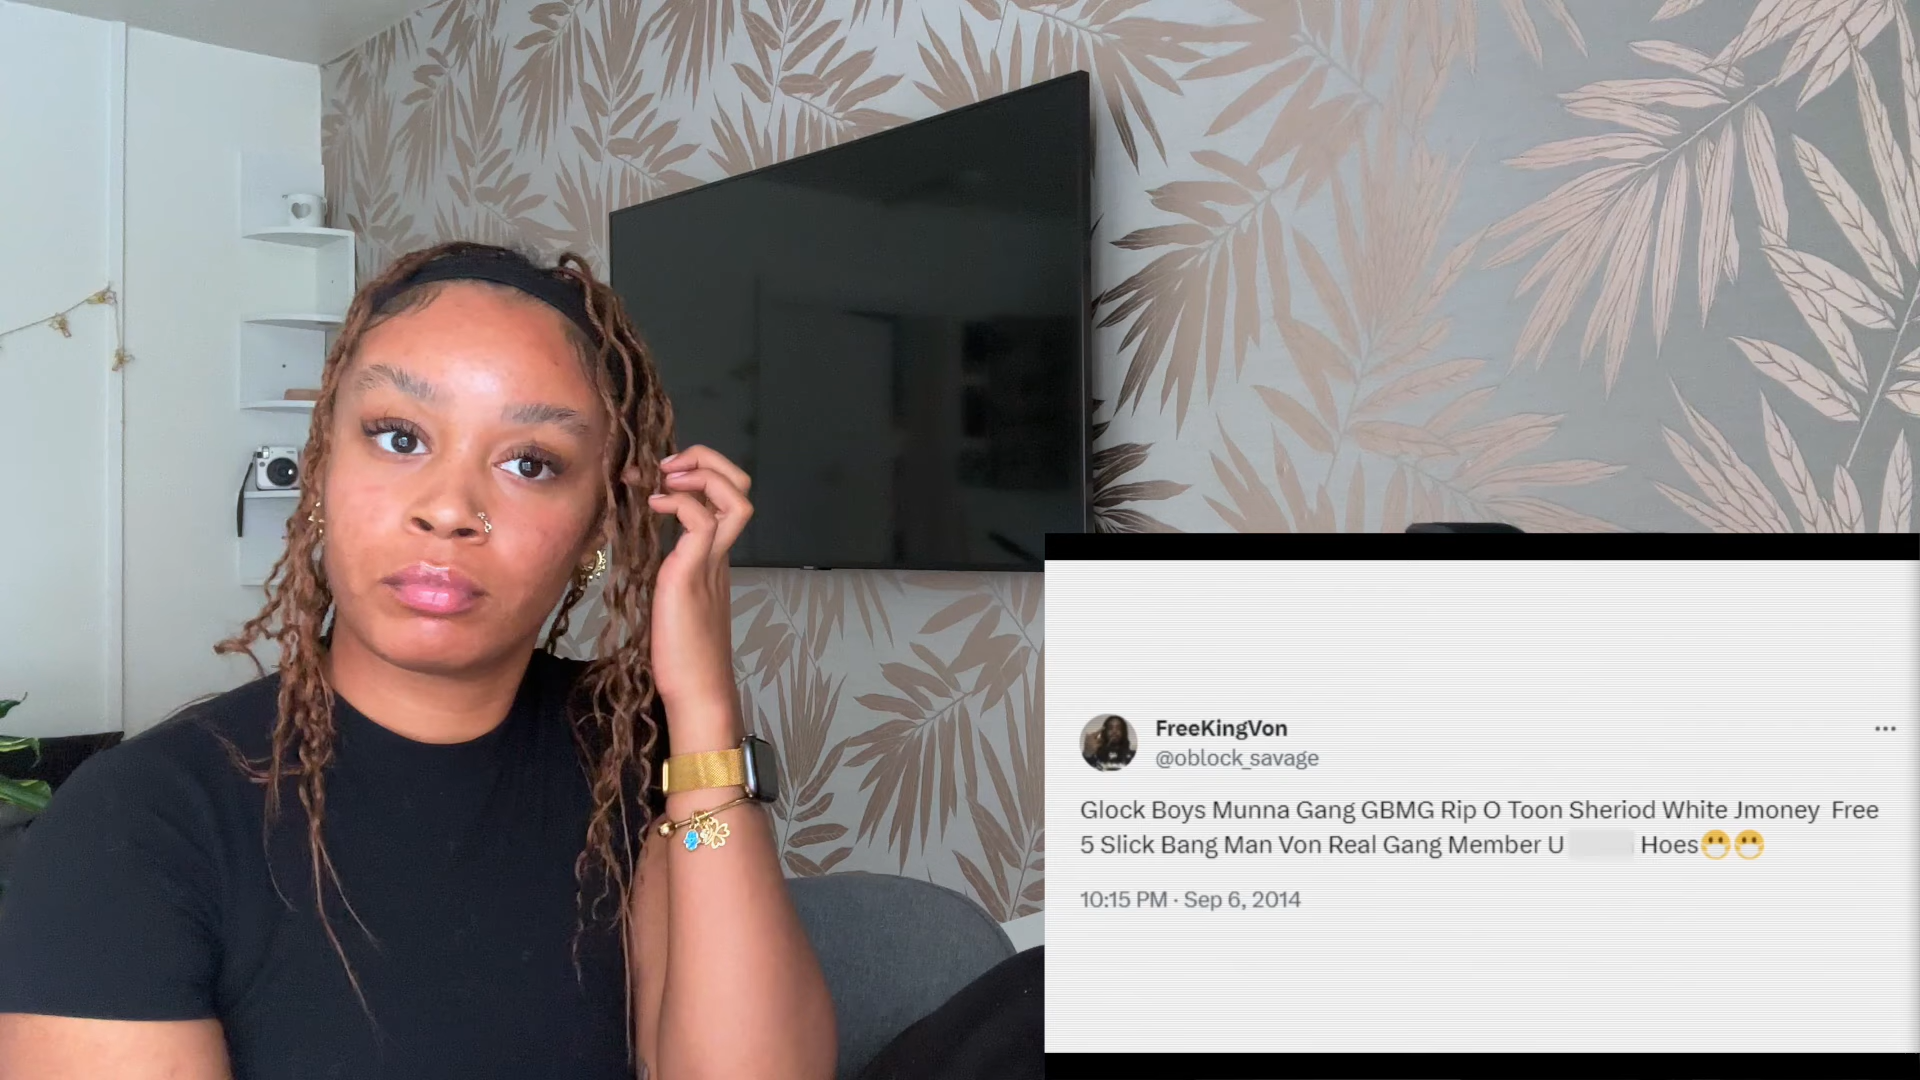 FreeKingVon
@oblock_savage
Glock Boys Munna Gang GBMG Rip O Toon Sheriod White Jmoney Free
5 Slick Bang Man Von Real Gang Member U Hoes😷😷
10:15 PM · Sep 6, 2014